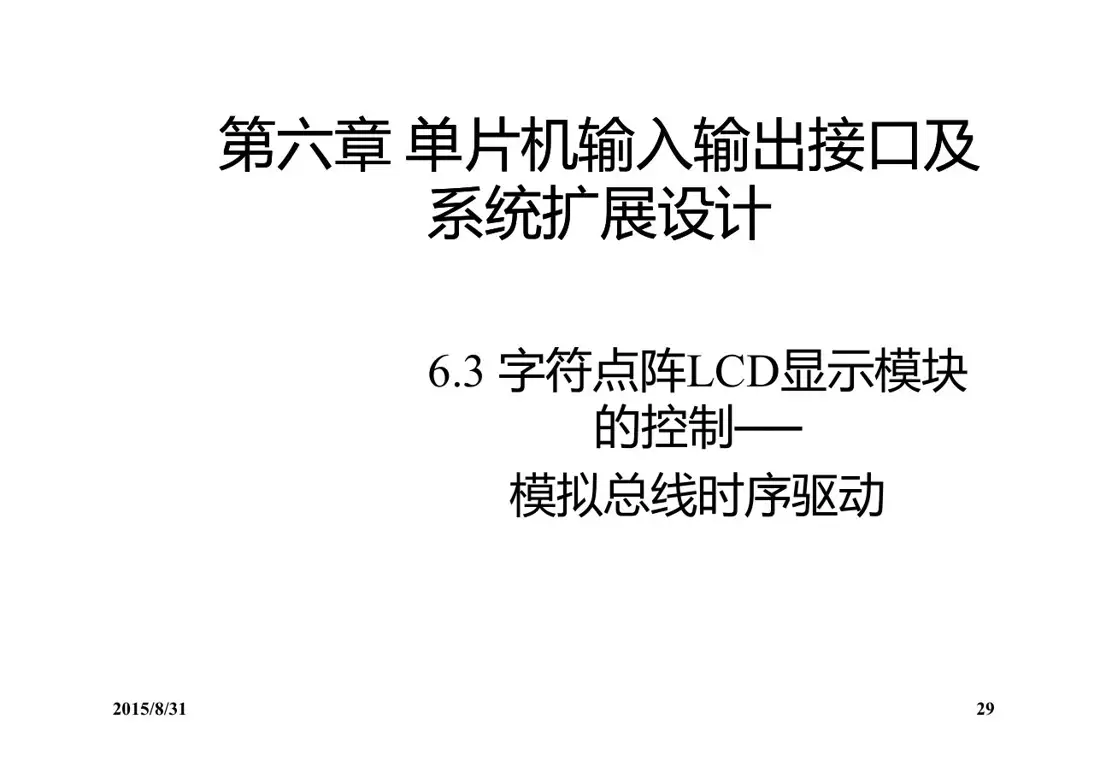 第六章 单片机输入输出接口及
系统扩展设计
6.3 字符点阵LCD显示模块
的控制──
模拟总线时序驱动
2015/8/31
29